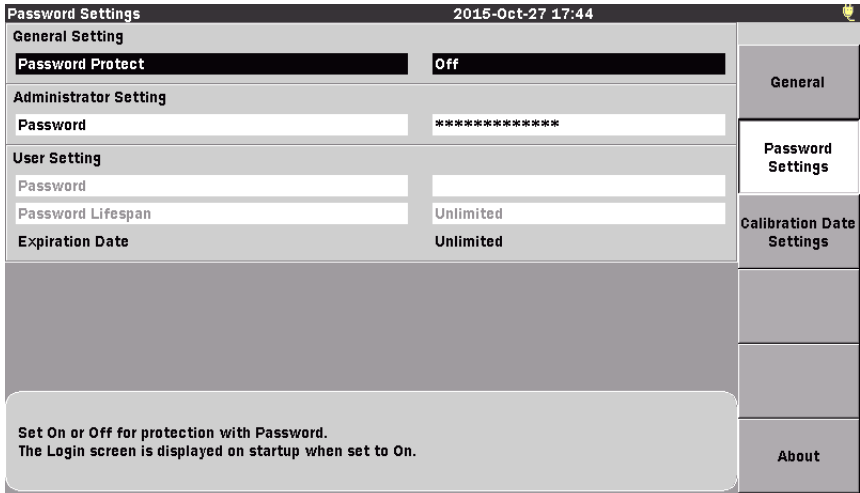 Password Settings 2015-Oct-27 17:44
General Setting
Password Protect Off
General
Administrator Setting
Password *************
Password
Settings
User Setting
Password
Password Lifespan Unlimited
Calibration Date
Settings
Expiration Date Unlimited
Set On or Off for protection with Password.
The Login screen is displayed on startup when set to On.
About